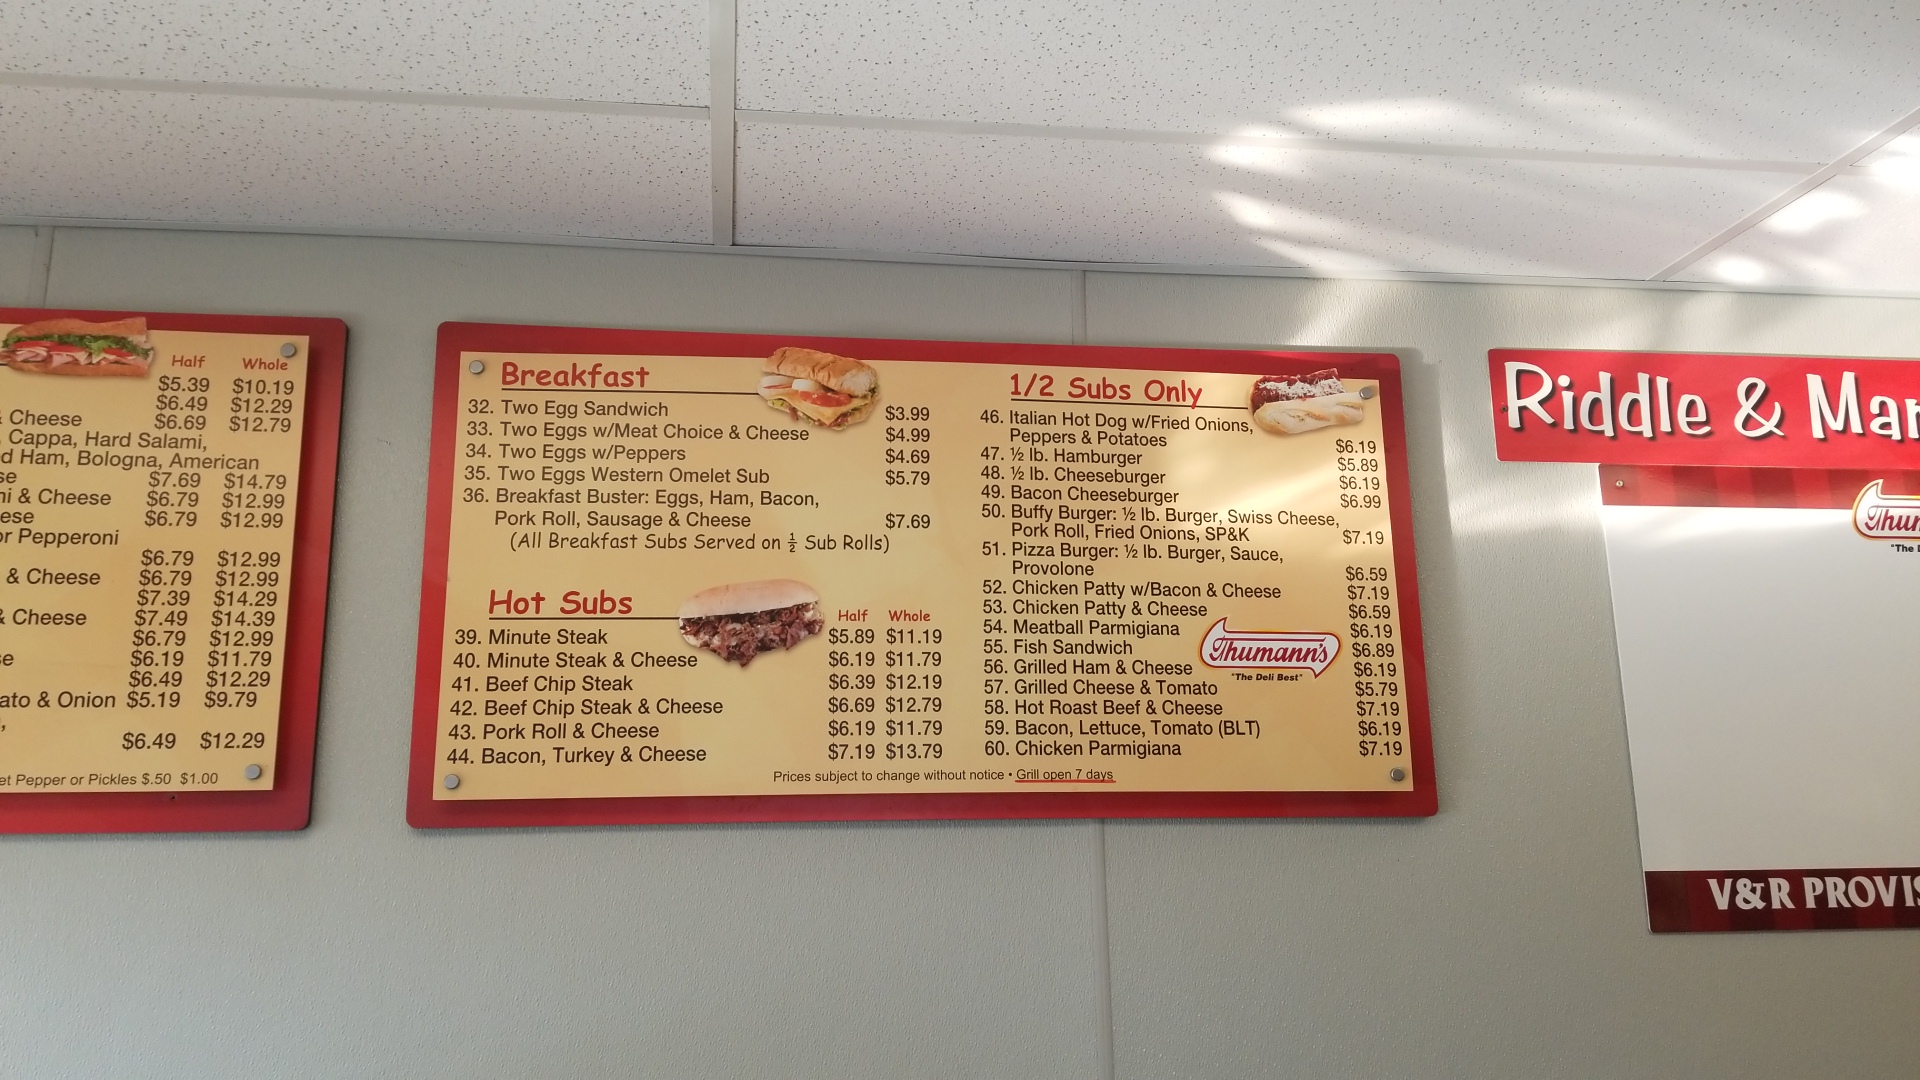 Half Whole
$5.39 $10.19
$6.49 $12.29
& Cheese $6.69 $12.79
, Cappa, Hard Salami,
d Ham, Bologna, American
se $7.69 $14.79
ni & Cheese $6.79 $12.99
ese $6.79 $12.99
or Pepperoni
$6.79 $12.99
& Cheese $6.79 $12.99
$7.39 $14.29
& Cheese $7.49 $14.39
$6.79 $12.99
se $6.19 $11.79
$6.49 $12.29
ato & Onion $5.19 $9.79
,
$6.49 $12.29
et Pepper or Pickles $.50 $1.00
Breakfast
32. Two Egg Sandwich $3.99
33. Two Eggs w/Meat Choice & Cheese $4.99
34. Two Eggs w/Peppers $4.69
35. Two Eggs Western Omelet Sub $5.79
36. Breakfast Buster: Eggs, Ham, Bacon,
Pork Roll, Sausage & Cheese $7.69
(All Breakfast Subs Served on ½ Sub Rolls)
Hot Subs
Half Whole
39. Minute Steak $5.89 $11.19
40. Minute Steak & Cheese $6.19 $11.79
41. Beef Chip Steak $6.39 $12.19
42. Beef Chip Steak & Cheese $6.69 $12.79
43. Pork Roll & Cheese $6.19 $11.79
44. Bacon, Turkey & Cheese $7.19 $13.79
1/2 Subs Only
46. Italian Hot Dog w/Fried Onions,
Peppers & Potatoes $6.19
47. ½ lb. Hamburger $5.89
48. ½ lb. Cheeseburger $6.19
49. Bacon Cheeseburger $6.99
50. Buffy Burger: ½ lb. Burger, Swiss Cheese,
Pork Roll, Fried Onions, SP&K $7.19
51. Pizza Burger: ½ lb. Burger, Sauce,
Provolone $6.59
52. Chicken Patty w/Bacon & Cheese $7.19
53. Chicken Patty & Cheese $6.59
54. Meatball Parmigiana $6.19
55. Fish Sandwich $6.89
56. Grilled Ham & Cheese $6.19
57. Grilled Cheese & Tomato $5.79
58. Hot Roast Beef & Cheese $7.19
59. Bacon, Lettuce, Tomato (BLT) $6.19
60. Chicken Parmigiana $7.19
Thumann's
"The Deli Best"
Prices subject to change without notice • Grill open 7 days
Riddle & Mar
Thum
"The D
V&R PROVIS